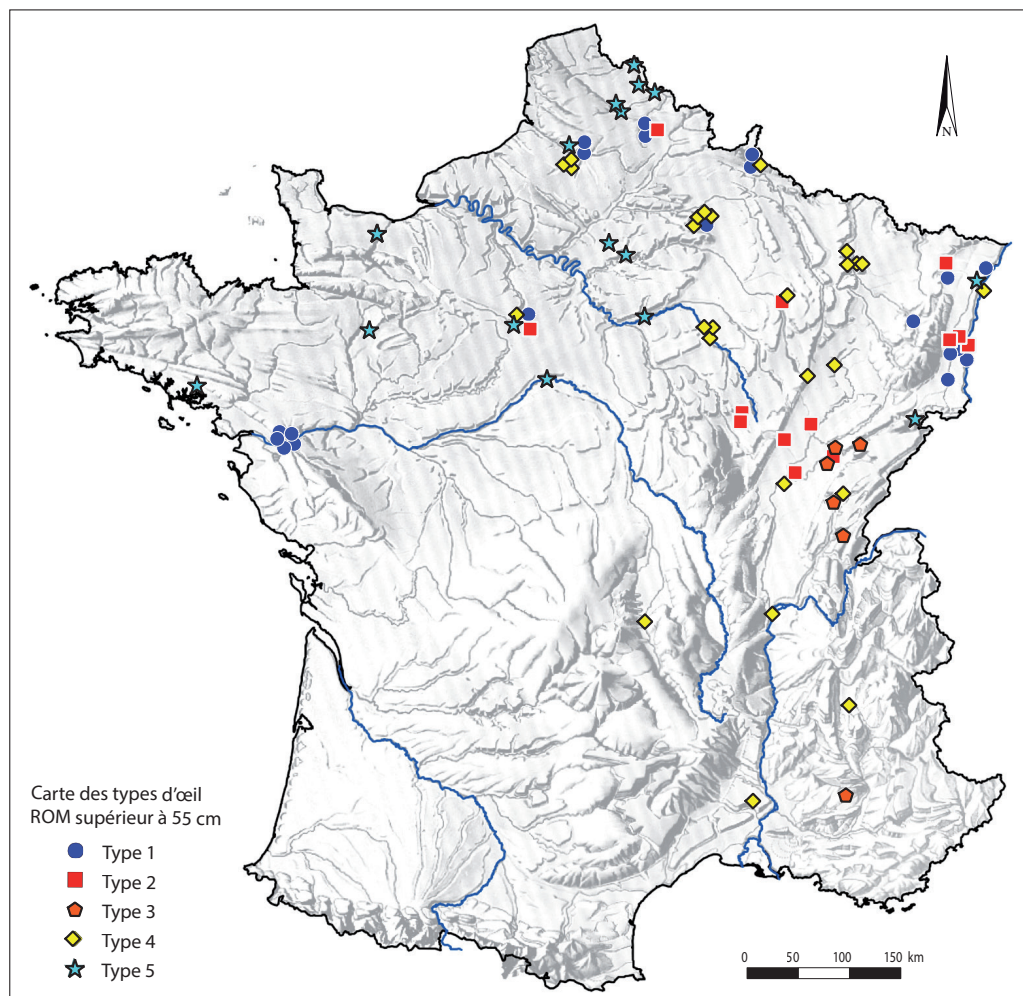 N
Carte des types d'œil
ROM supérieur à 55 cm
Type 1
Type 2
Type 3
Type 4
Type 5
0 50 100 150 km